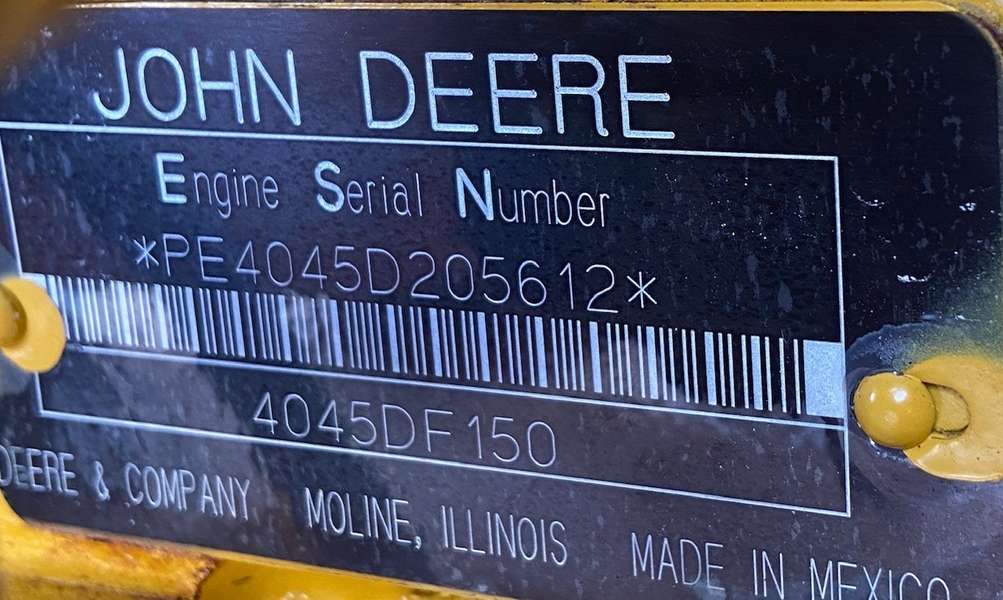 JOHN DEERE
Engine Serial Number
*PE4045D205612*
4045DF150
DEERE & COMPANY MOLINE, ILLINOIS MADE IN MEXICO